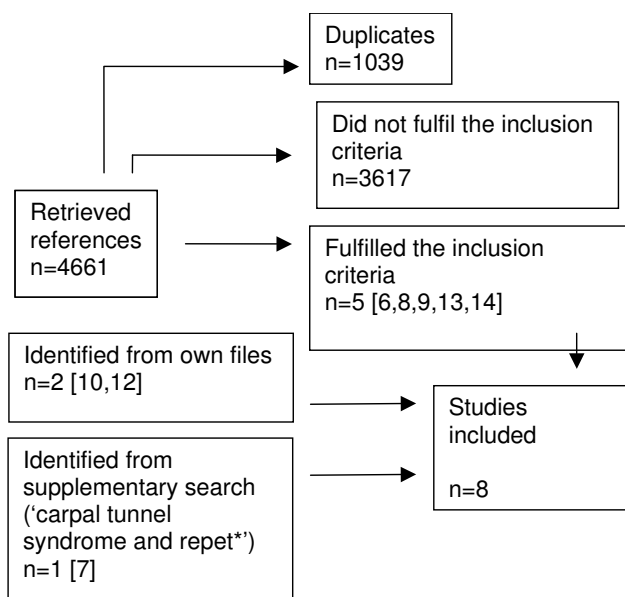 Duplicates
n=1039
Did not fulfil the inclusion
criteria
n=3617
Retrieved
references
n=4661
Fulfilled the inclusion
criteria
n=5 [6,8,9,13,14]
Identified from own files
n=2 [10,12]
Studies
included
n=8
Identified from
supplementary search
(‘carpal tunnel
syndrome and repet*’)
n=1 [7]